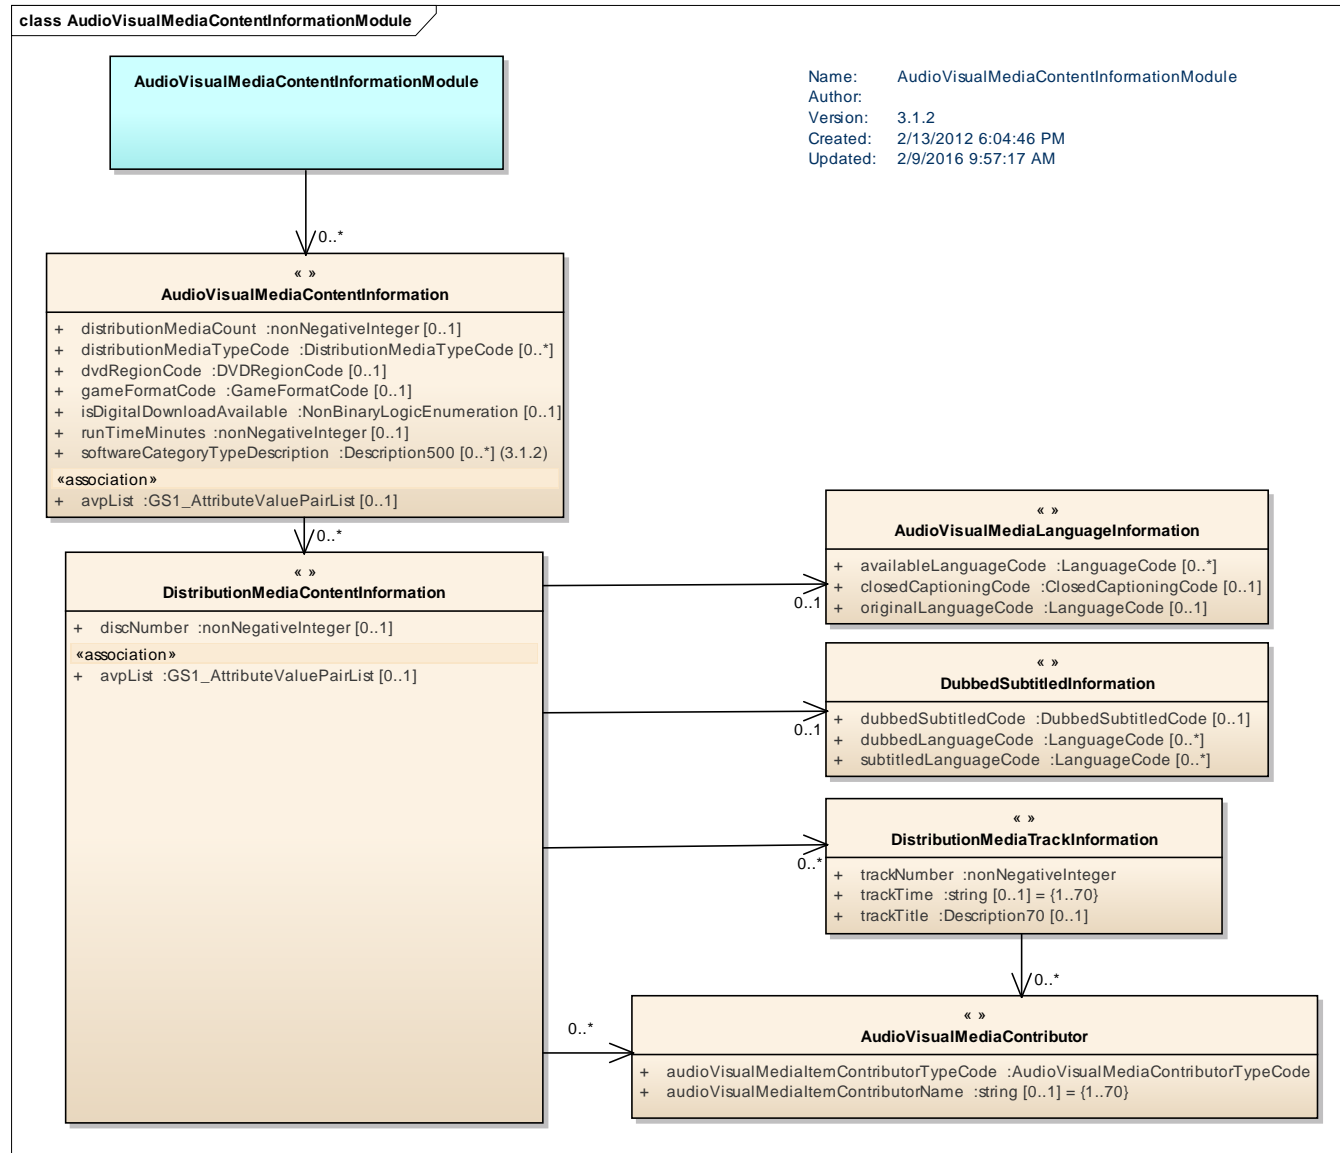 class AudioVisualMediaContentInformationModule
AudioVisualMediaContentInformationModule
Name: AudioVisualMediaContentInformationModule
Author:
Version: 3.1.2
Created: 2/13/2012 6:04:46 PM
Updated: 2/9/2016 9:57:17 AM
0..*
« »
AudioVisualMediaContentInformation
+ distributionMediaCount :nonNegativeInteger [0..1]
+ distributionMediaTypeCode :DistributionMediaTypeCode [0..*]
+ dvdRegionCode :DVDRegionCode [0..1]
+ gameFormatCode :GameFormatCode [0..1]
+ isDigitalDownloadAvailable :NonBinaryLogicEnumeration [0..1]
+ runTimeMinutes :nonNegativeInteger [0..1]
+ softwareCategoryTypeDescription :Description500 [0..*] (3.1.2)
«association»
+ avpList :GS1_AttributeValuePairList [0..1]
0..*
« »
DistributionMediaContentInformation
+ discNumber :nonNegativeInteger [0..1]
«association»
+ avpList :GS1_AttributeValuePairList [0..1]
« »
AudioVisualMediaLanguageInformation
+ availableLanguageCode :LanguageCode [0..*]
+ closedCaptioningCode :ClosedCaptioningCode [0..1]
+ originalLanguageCode :LanguageCode [0..1]
0..1
« »
DubbedSubtitledInformation
+ dubbedSubtitledCode :DubbedSubtitledCode [0..1]
+ dubbedLanguageCode :LanguageCode [0..*]
+ subtitledLanguageCode :LanguageCode [0..*]
0..1
« »
DistributionMediaTrackInformation
+ trackNumber :nonNegativeInteger
+ trackTime :string [0..1] = {1..70}
+ trackTitle :Description70 [0..1]
0..*
0..*
0..*
« »
AudioVisualMediaContributor
+ audioVisualMediaItemContributorTypeCode :AudioVisualMediaContributorTypeCode
+ audioVisualMediaItemContributorName :string [0..1] = {1..70}